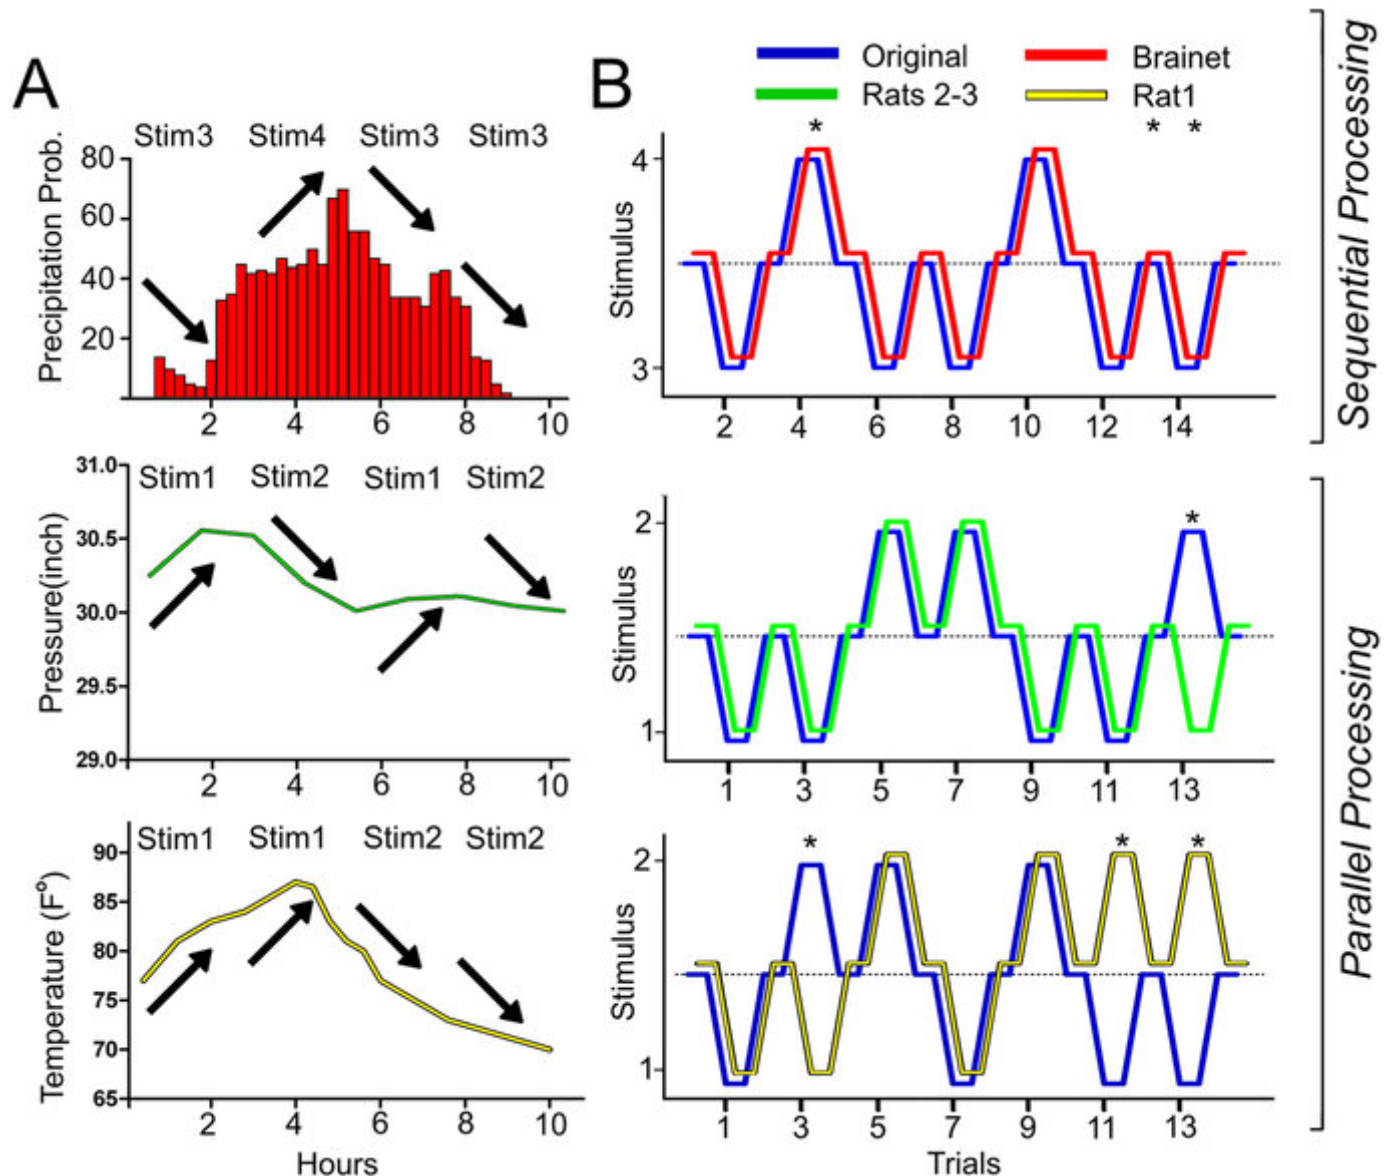 A
Stim3 Stim4 Stim3 Stim3
Precipitation Prob.
80
60
40
20
2 4 6 8 10
Stim1 Stim2 Stim1 Stim2
Pressure(inch)
31.0
30.5
30.0
29.5
29.0
2 4 6 8 10
Stim1 Stim1 Stim2 Stim2
Temperature (F°)
90
85
80
75
70
65
2 4 6 8 10
Hours
B
Original Brainet
Rats 2-3 Rat1
* * *
Stimulus
4
3
2 4 6 8 10 12 14
Sequential Processing
*
Stimulus
2
1
1 3 5 7 9 11 13
* * *
Stimulus
2
1
1 3 5 7 9 11 13
Trials
Parallel Processing